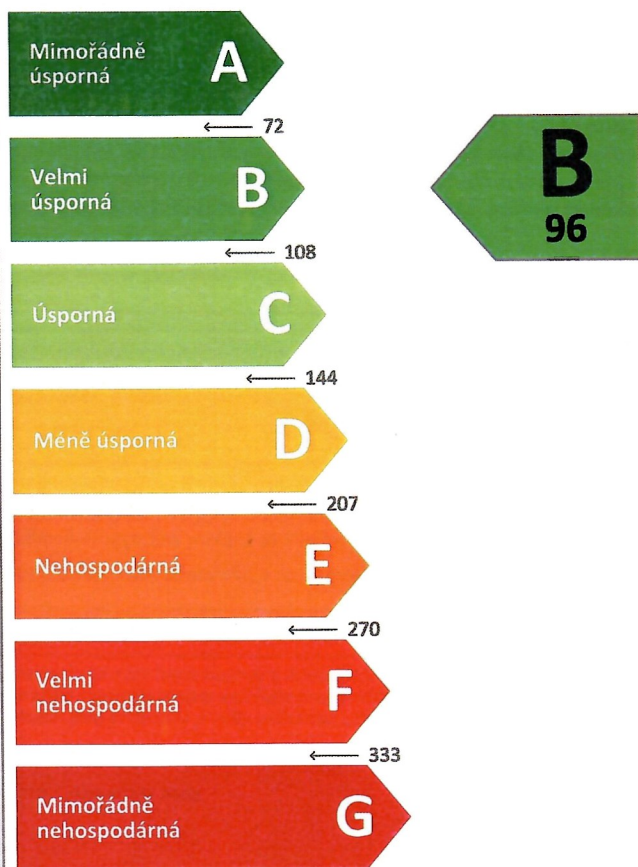 Mimořádně
úsporná
A
← 72
B
96
Velmi
úsporná
B
← 108
Úsporná
C
← 144
Méně úsporná
D
← 207
Nehospodárná
E
← 270
Velmi
nehospodárná
F
← 333
Mimořádně
nehospodárná
G